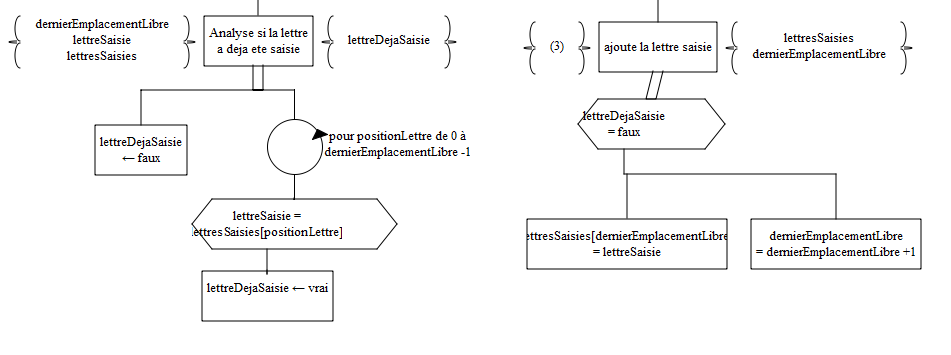 dernierEmplacementLibre
lettreSaisie
lettresSaisies
Analyse si la lettre
a deja ete saisie
lettreDejaSaisie
lettreDejaSaisie
← faux
pour positionLettre de 0 à
dernierEmplacementLibre -1
lettreSaisie =
lettresSaisies[positionLettre]
lettreDejaSaisie ← vrai
(3)
ajoute la lettre saisie
lettresSaisies
dernierEmplacementLibre
lettreDejaSaisie
= faux
ettresSaisies[dernierEmplacementLibre
= lettreSaisie
dernierEmplacementLibre
= dernierEmplacementLibre +1